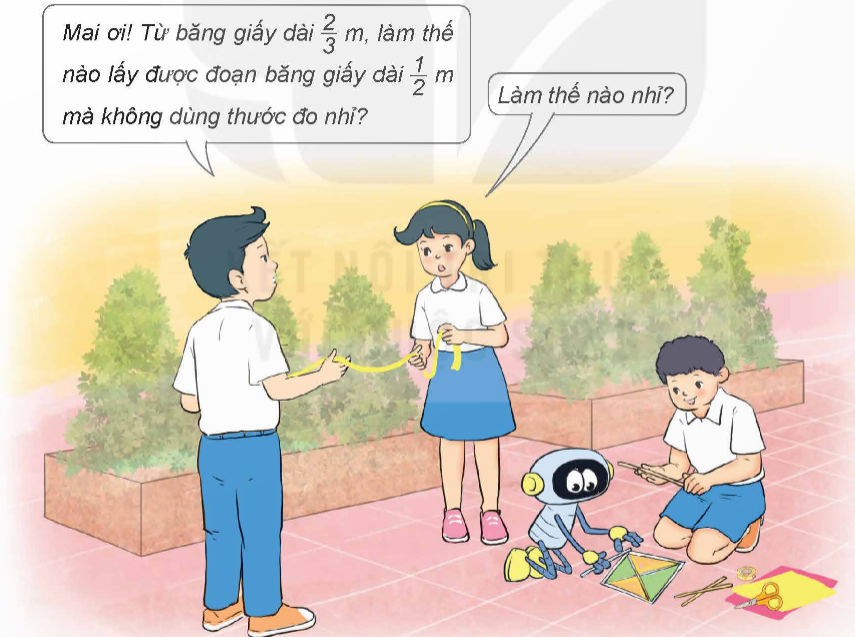 Mai ơi! Từ băng giấy dài 2/3 m, làm thế
nào lấy được đoạn băng giấy dài 1/2 m
mà không dùng thước đo nhỉ?
Làm thế nào nhỉ?